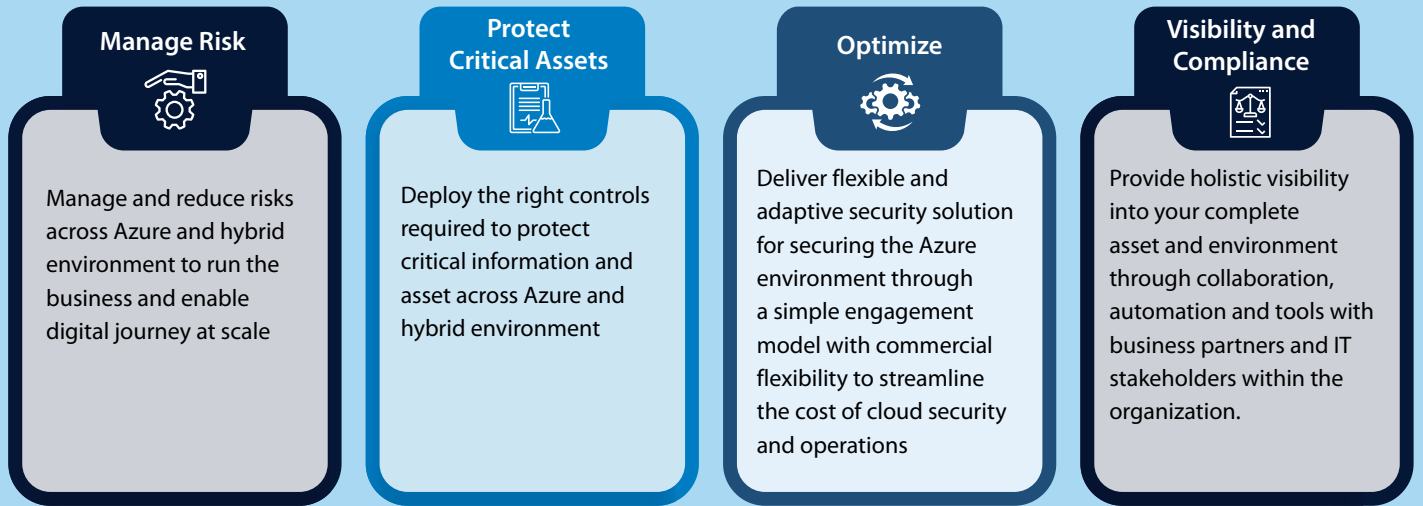 Manage Risk
Manage and reduce risks
across Azure and hybrid
environment to run the
business and enable
digital journey at scale
Protect
Critical Assets
Deploy the right controls
required to protect
critical information and
asset across Azure and
hybrid environment
Optimize
Deliver flexible and
adaptive security solution
for securing the Azure
environment through
a simple engagement
model with commercial
flexibility to streamline
the cost of cloud security
and operations
Visibility and
Compliance
Provide holistic visibility
into your complete
asset and environment
through collaboration,
automation and tools with
business partners and IT
stakeholders within the
organization.